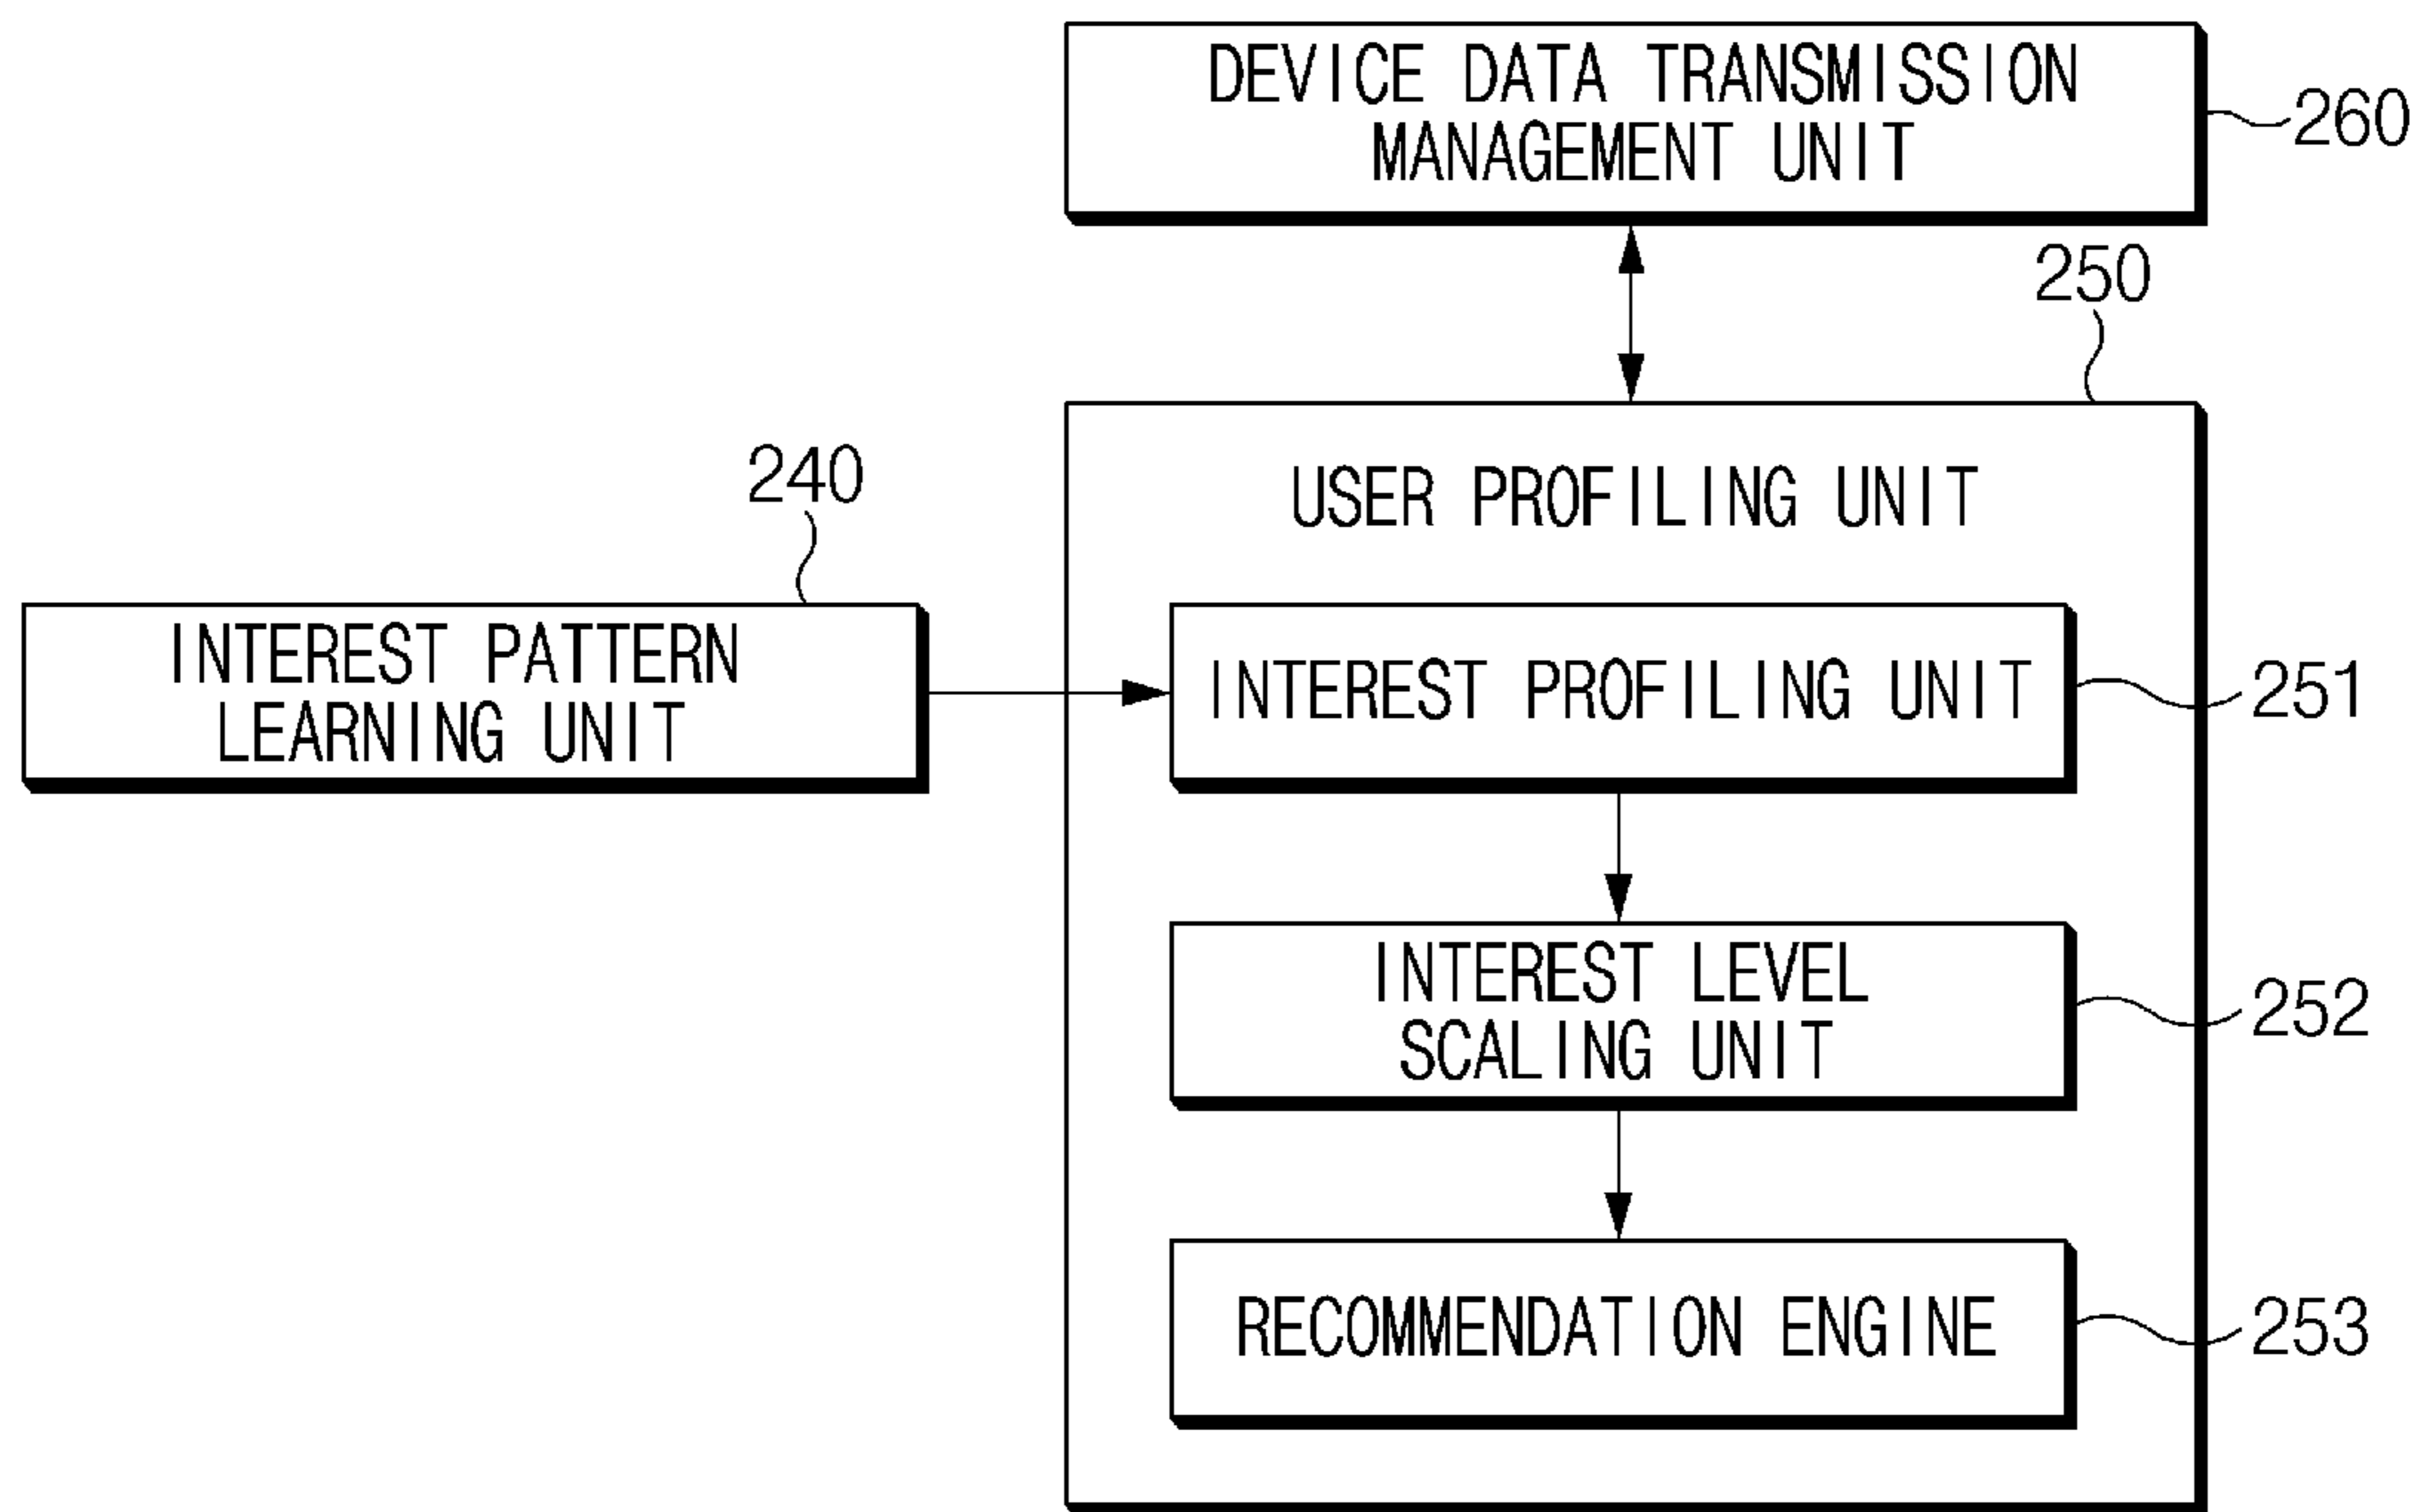 DEVICE DATA TRANSMISSION
MANAGEMENT UNIT
260
250
USER PROFILING UNIT
240
INTEREST PATTERN
LEARNING UNIT
INTEREST PROFILING UNIT
251
INTEREST LEVEL
SCALING UNIT
252
RECOMMENDATION ENGINE
253